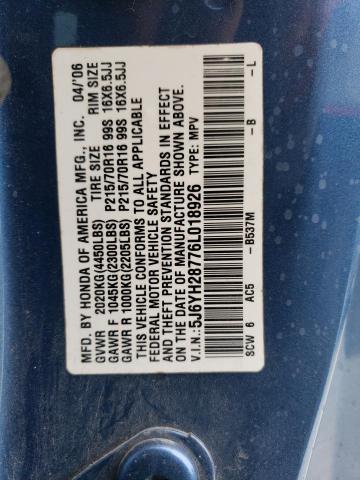 MFD. BY HONDA OF AMERICA MFG., INC. 04/'06
TIRE SIZE RIM SIZE
GVWR 2020KG(4450LBS)
GAWR F 1045KG(2300LBS) P215/70R16 99S 16X6.5JJ
GAWR R 1000KG(2205LBS) P215/70R16 99S 16X6.5JJ
THIS VEHICLE CONFORMS TO ALL APPLICABLE
FEDERAL MOTOR VEHICLE SAFETY
AND THEFT PREVENTION STANDARDS IN EFFECT
ON THE DATE OF MANUFACTURE SHOWN ABOVE.
V.I.N.:5J6YH28776L018926 TYPE: MPV
SCW 6 AC5 -B537M -B -L